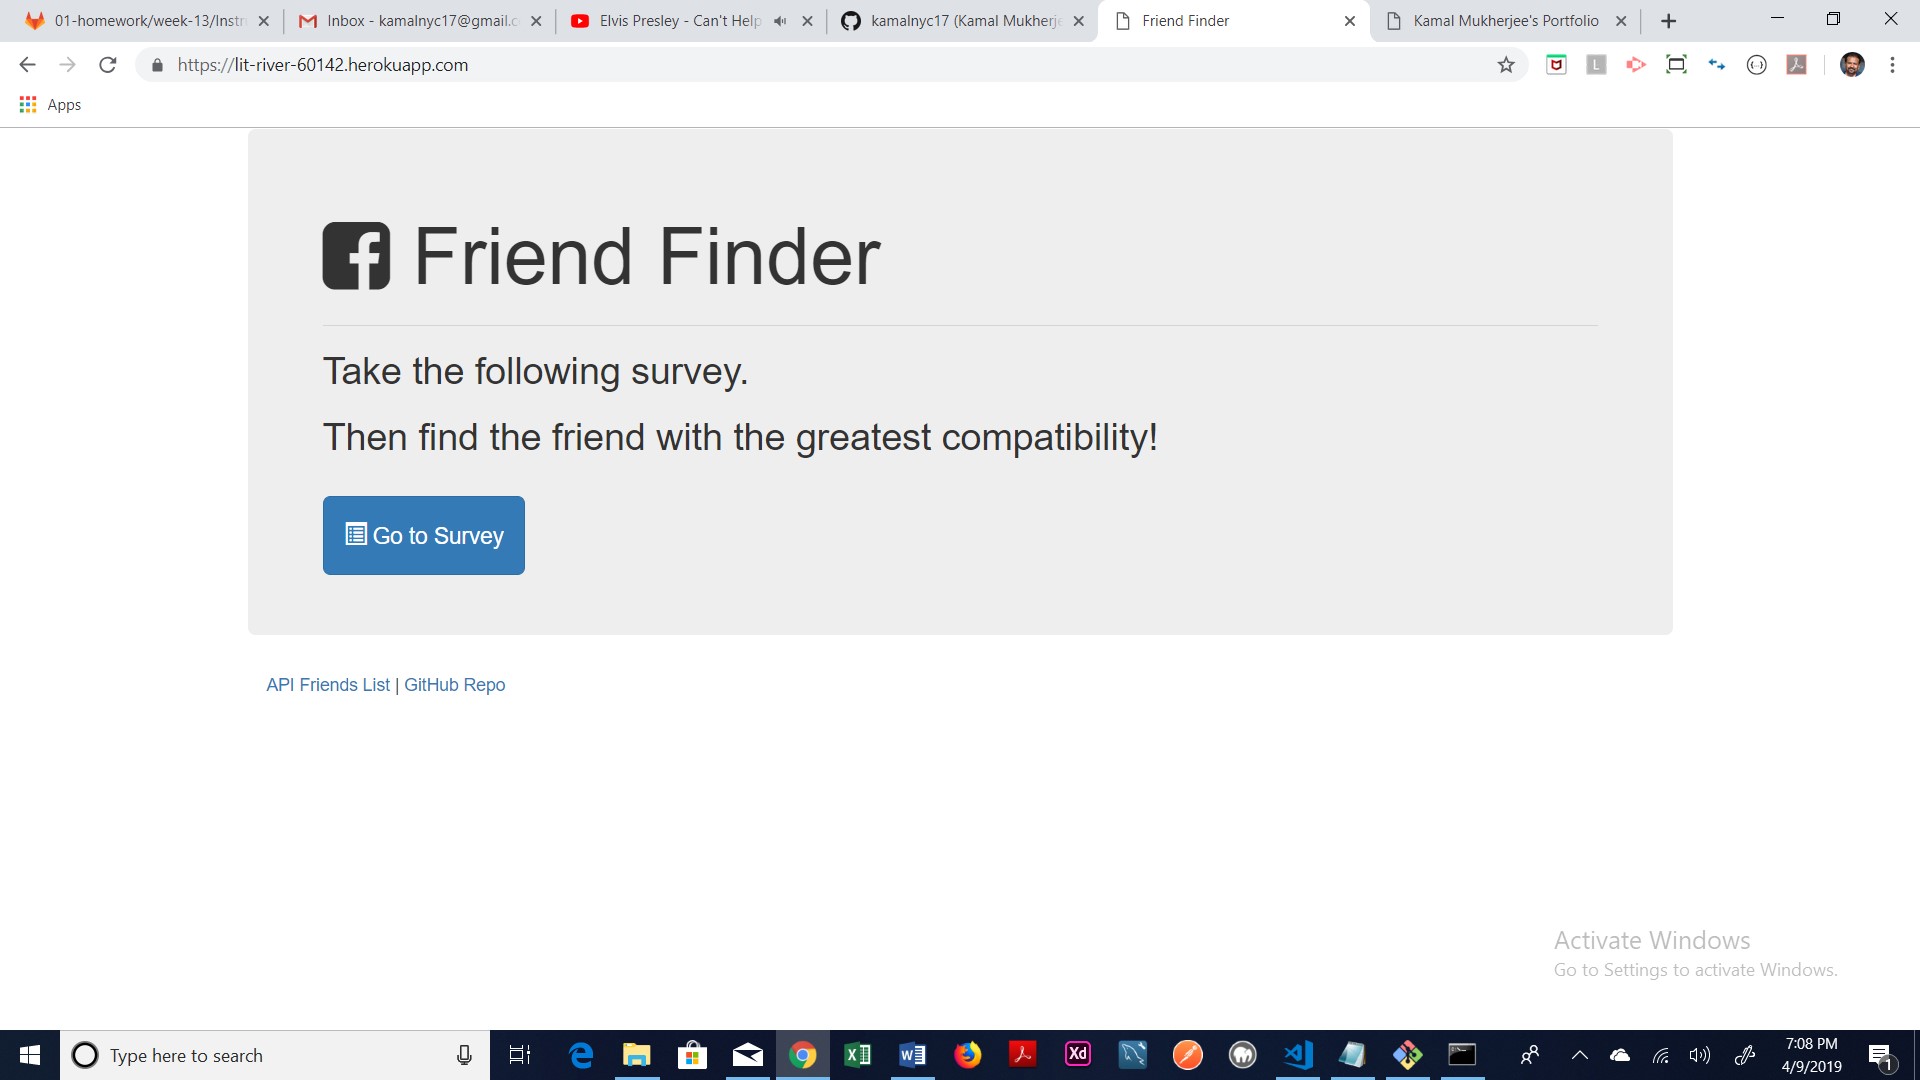 01-homework/week-13/Instr
Inbox - kamalnyc17@gmail.c
Elvis Presley - Can't Help
kamalnyc17 (Kamal Mukherje
Friend Finder
Kamal Mukherjee's Portfolio
https://lit-river-60142.herokuapp.com
Apps
Friend Finder
Take the following survey.
Then find the friend with the greatest compatibility!
Go to Survey
API Friends List | GitHub Repo
Activate Windows
Go to Settings to activate Windows.
Type here to search
7:08 PM
4/9/2019
1